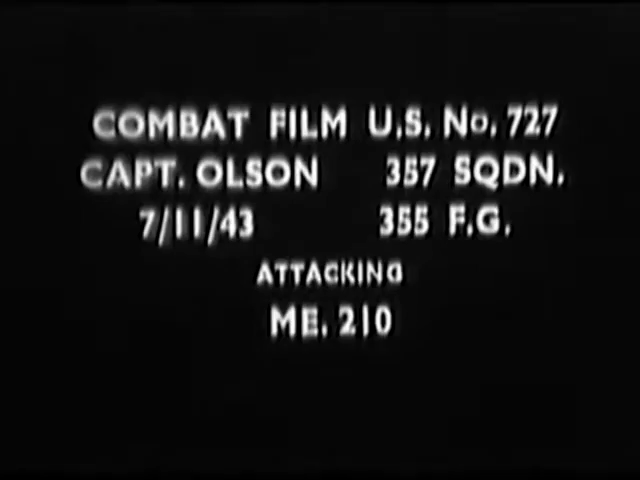 COMBAT FILM U.S. No. 727
CAPT. OLSON 357 SQDN.
7/11/43 355 F.G.
ATTACKING
ME. 210